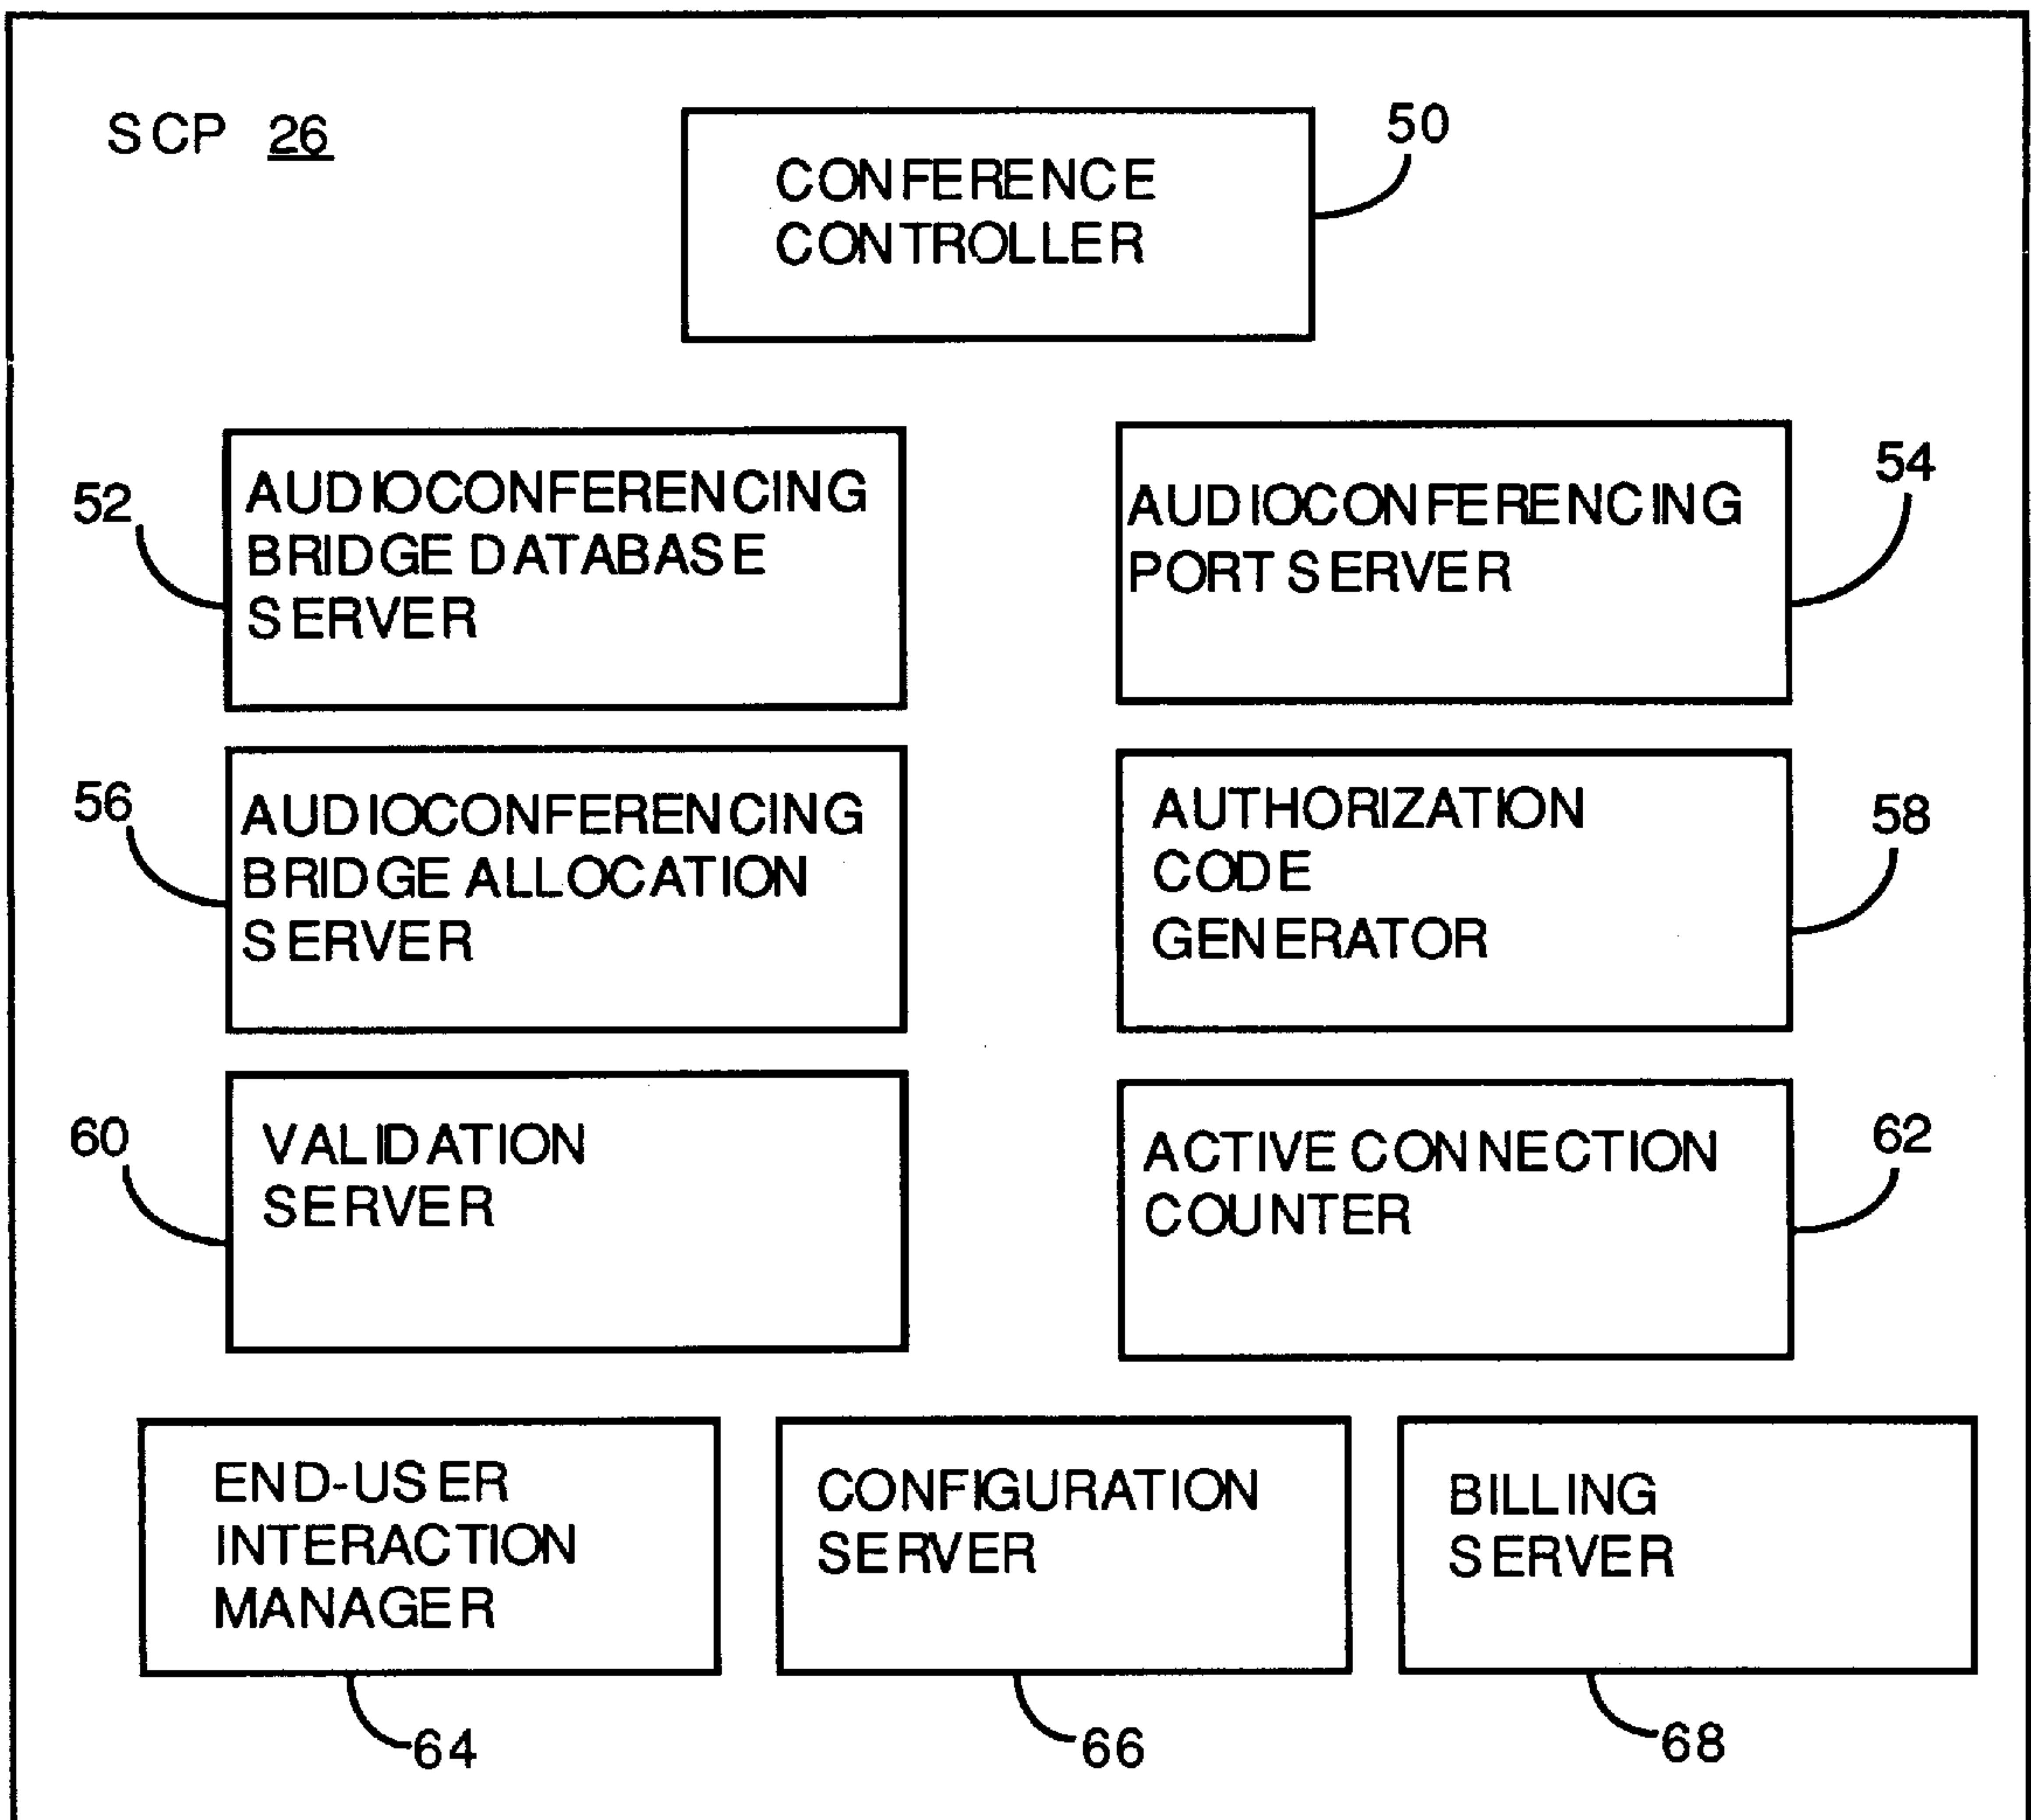 SCP 26
50
CONFERENCE
CONTROLLER
52
AUDIOCONFERENCING
BRIDGE DATABASE
SERVER
54
AUDIOCONFERENCING
PORT SERVER
56
AUDIOCONFERENCING
BRIDGE ALLOCATION
SERVER
58
AUTHORIZATION
CODE
GENERATOR
60
VALIDATION
SERVER
62
ACTIVE CONNECTION
COUNTER
END-USER
INTERACTION
MANAGER
64
CONFIGURATION
SERVER
66
BILLING
SERVER
68